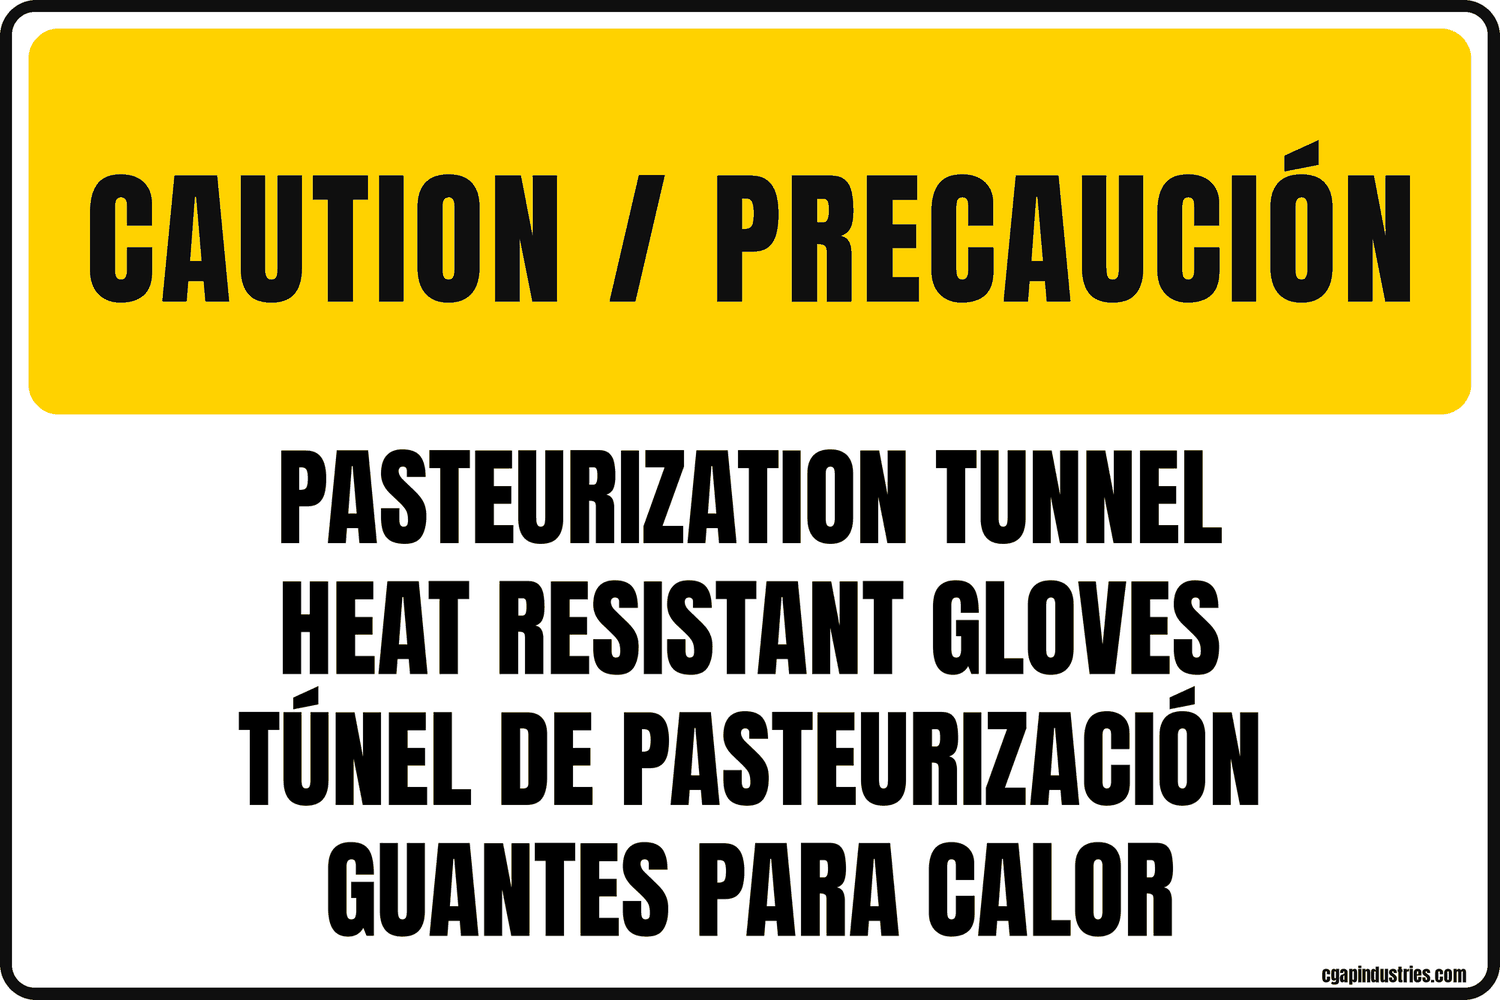 CAUTION / PRECAUCIÓN
PASTEURIZATION TUNNEL
HEAT RESISTANT GLOVES
TÚNEL DE PASTEURIZACIÓN
GUANTES PARA CALOR
cgapindustries.com